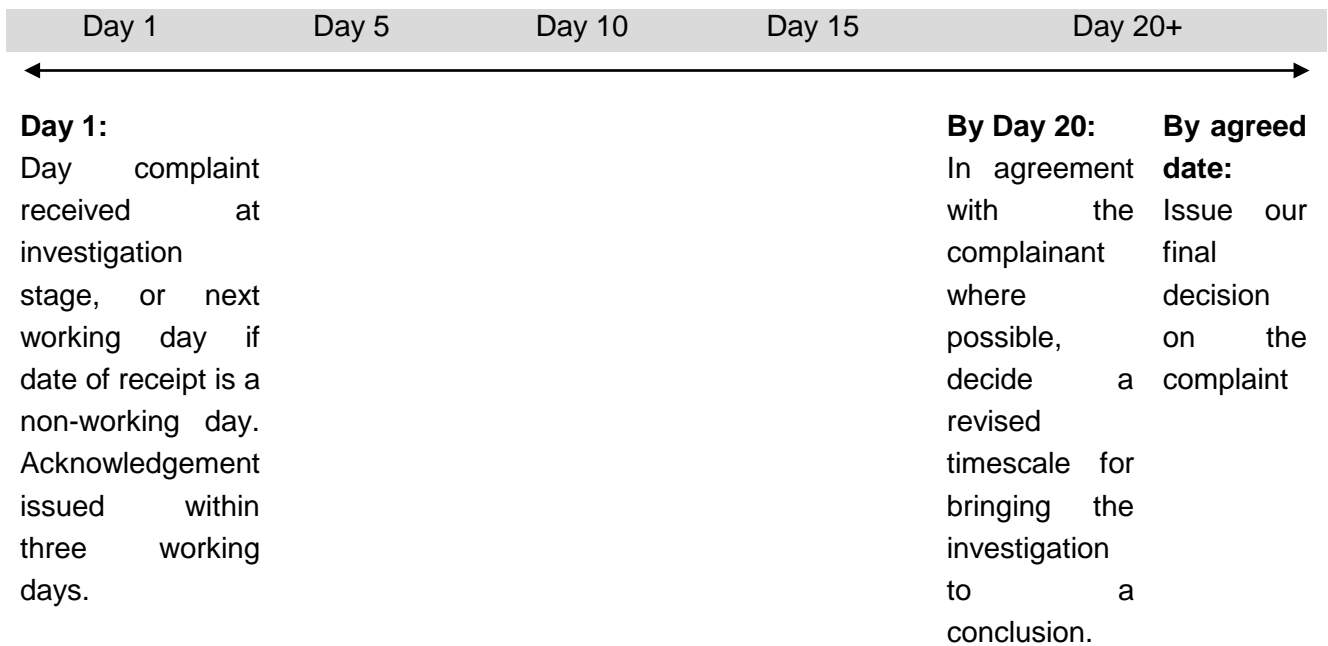 Day 1 Day 5 Day 10 Day 15 Day 20+
Day 1:
Day complaint
received at
investigation
stage, or next
working day if
date of receipt is a
non-working day.
Acknowledgement
issued within
three working
days.
By Day 20:
In agreement
with the
complainant
where
possible,
decide a
revised
timescale for
bringing the
investigation
to a
conclusion.
By agreed
date:
Issue our
final
decision
on the
complaint